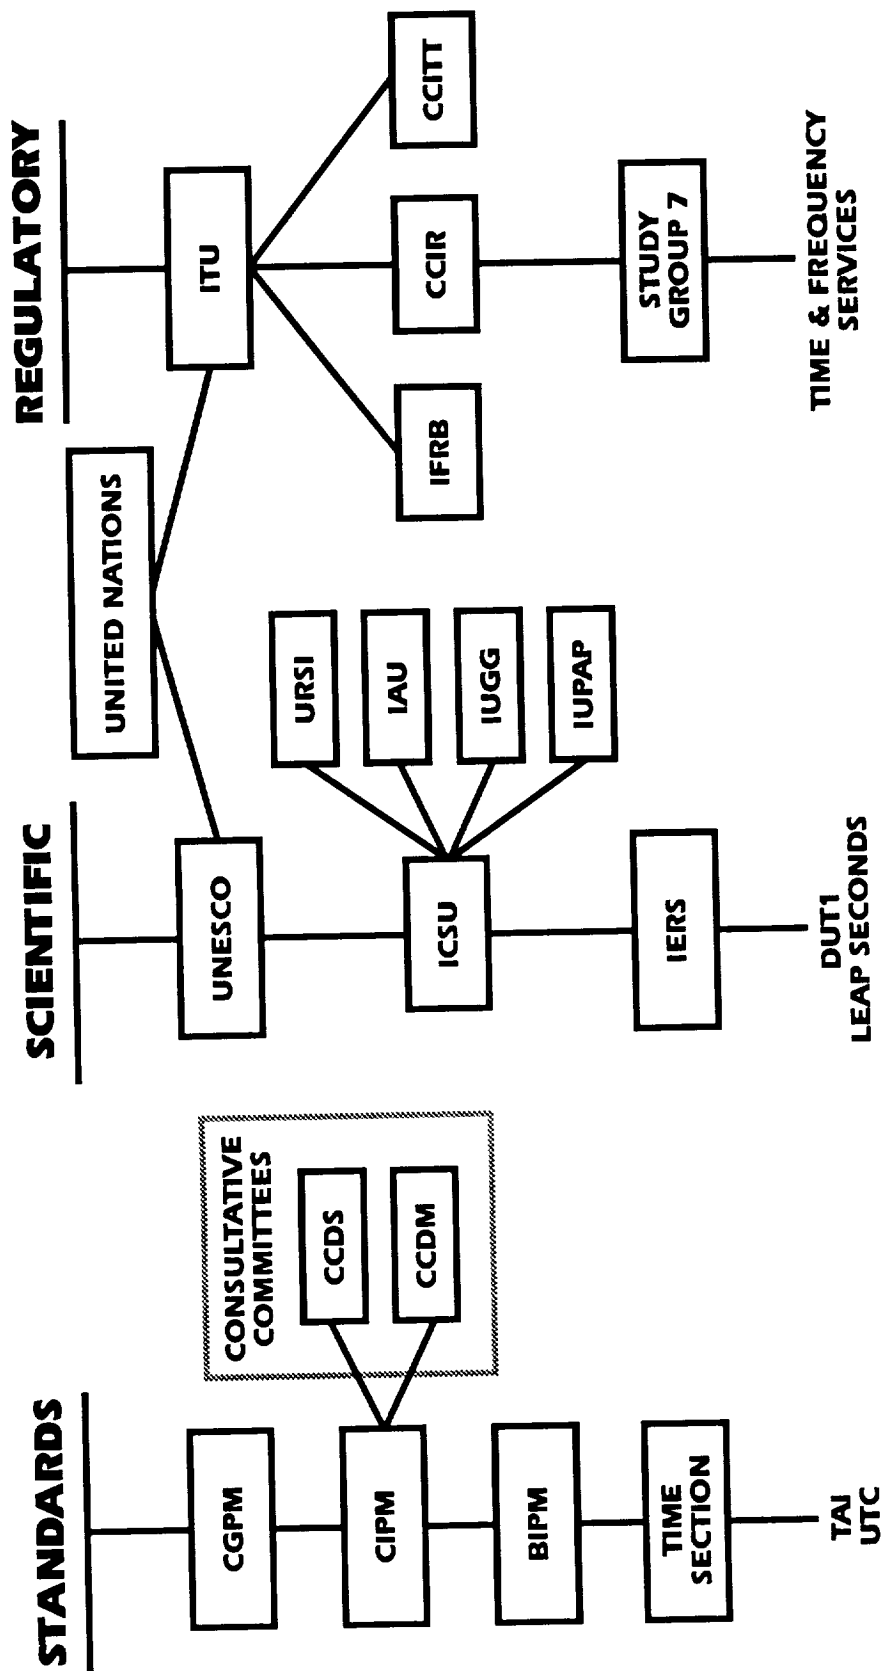 STANDARDS
CGPM
CIPM
CONSULTATIVE
COMMITTEES
CCDS
CCDM
BIPM
TIME
SECTION
TAI
UTC
SCIENTIFIC
UNITED NATIONS
UNESCO
ICSU
URSI
IAU
IUGG
IUPAP
IERS
DUT1
LEAP SECONDS
REGULATORY
ITU
IFRB
CCIR
CCITT
STUDY
GROUP 7
TIME & FREQUENCY
SERVICES